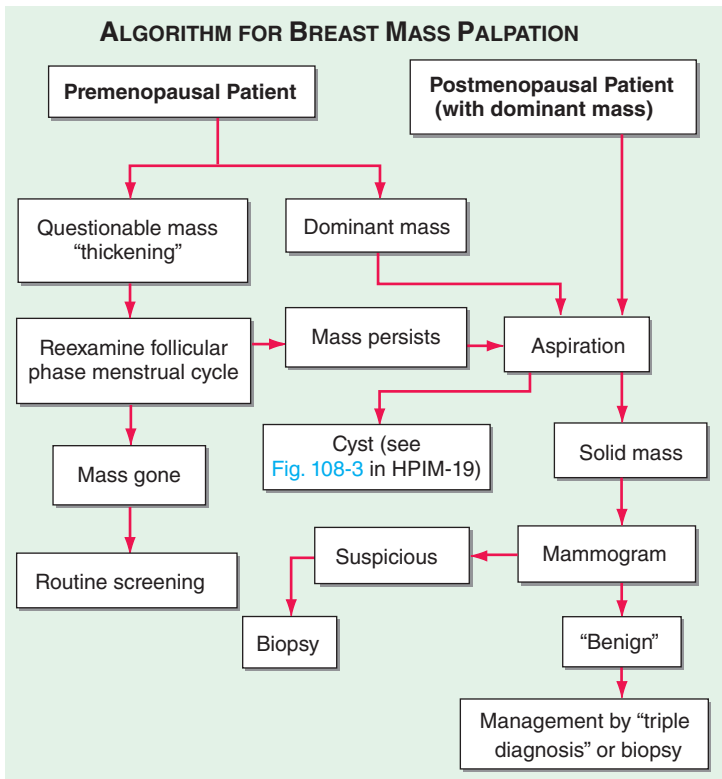 ALGORITHM FOR BREAST MASS PALPATION
Premenopausal Patient
Postmenopausal Patient
(with dominant mass)
Questionable mass
“thickening”
Dominant mass
Reexamine follicular
phase menstrual cycle
Mass persists
Aspiration
Mass gone
Cyst (see
Fig. 108-3 in HPIM-19)
Solid mass
Routine screening
Suspicious
Mammogram
Biopsy
“Benign”
Management by “triple
diagnosis” or biopsy